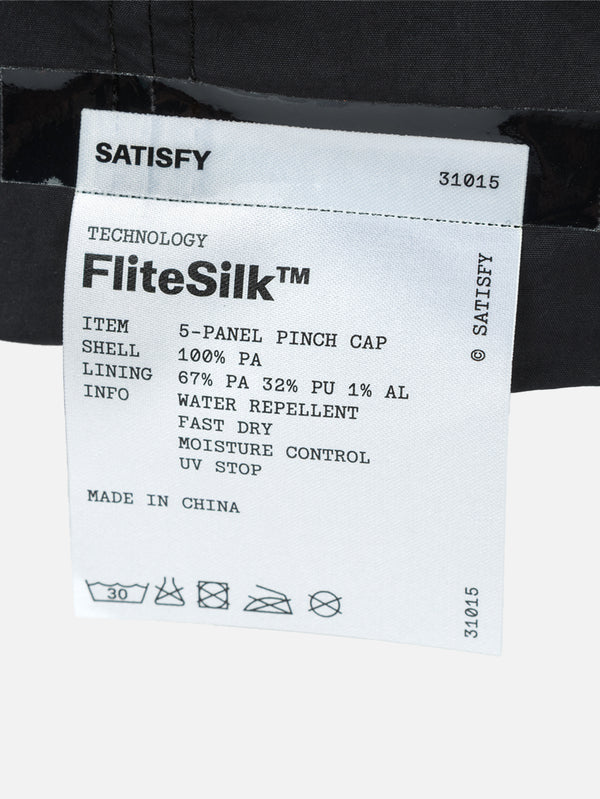 SATISFY
31015
TECHNOLOGY
FliteSilk™
ITEM 5-PANEL PINCH CAP
SHELL 100% PA
LINING 67% PA 32% PU 1% AL
INFO WATER REPELLENT
FAST DRY
MOISTURE CONTROL
UV STOP
MADE IN CHINA
30
© SATISFY
31015